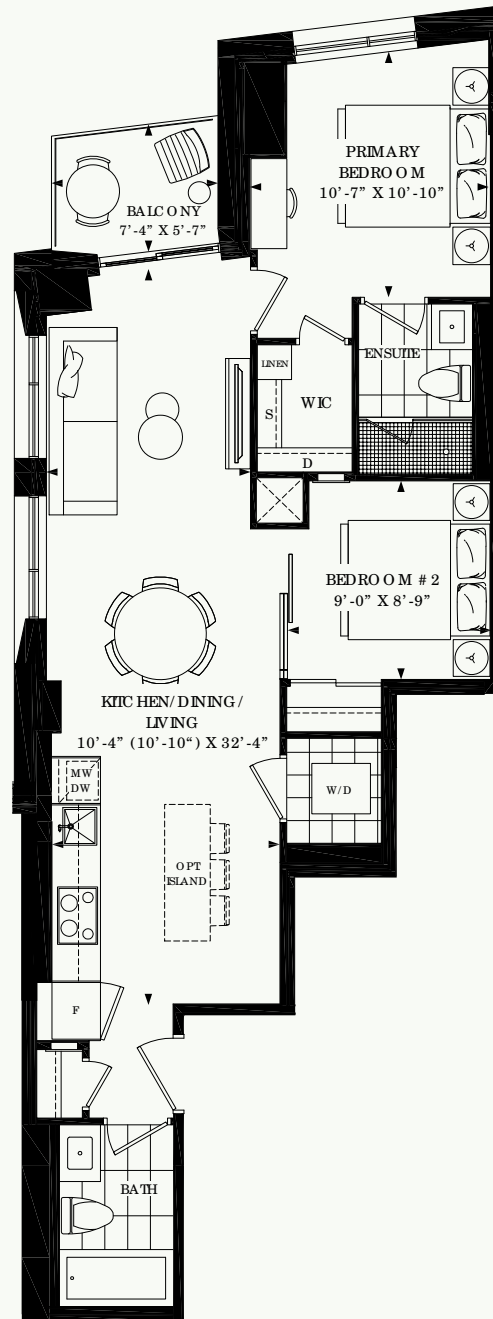 PRIMARY
BEDROOM
10’-7” X 10’-10”
BALCONY
7’-4” X 5’-7”
ENSUITE
LINEN
S
WIC
D
BEDROOM #2
9’-0” X 8’-9”
KITCHEN/DINING/
LIVING
10’-4” (10’-10“) X 32’-4”
MW
DW
W/D
OPT
ISLAND
F
BATH